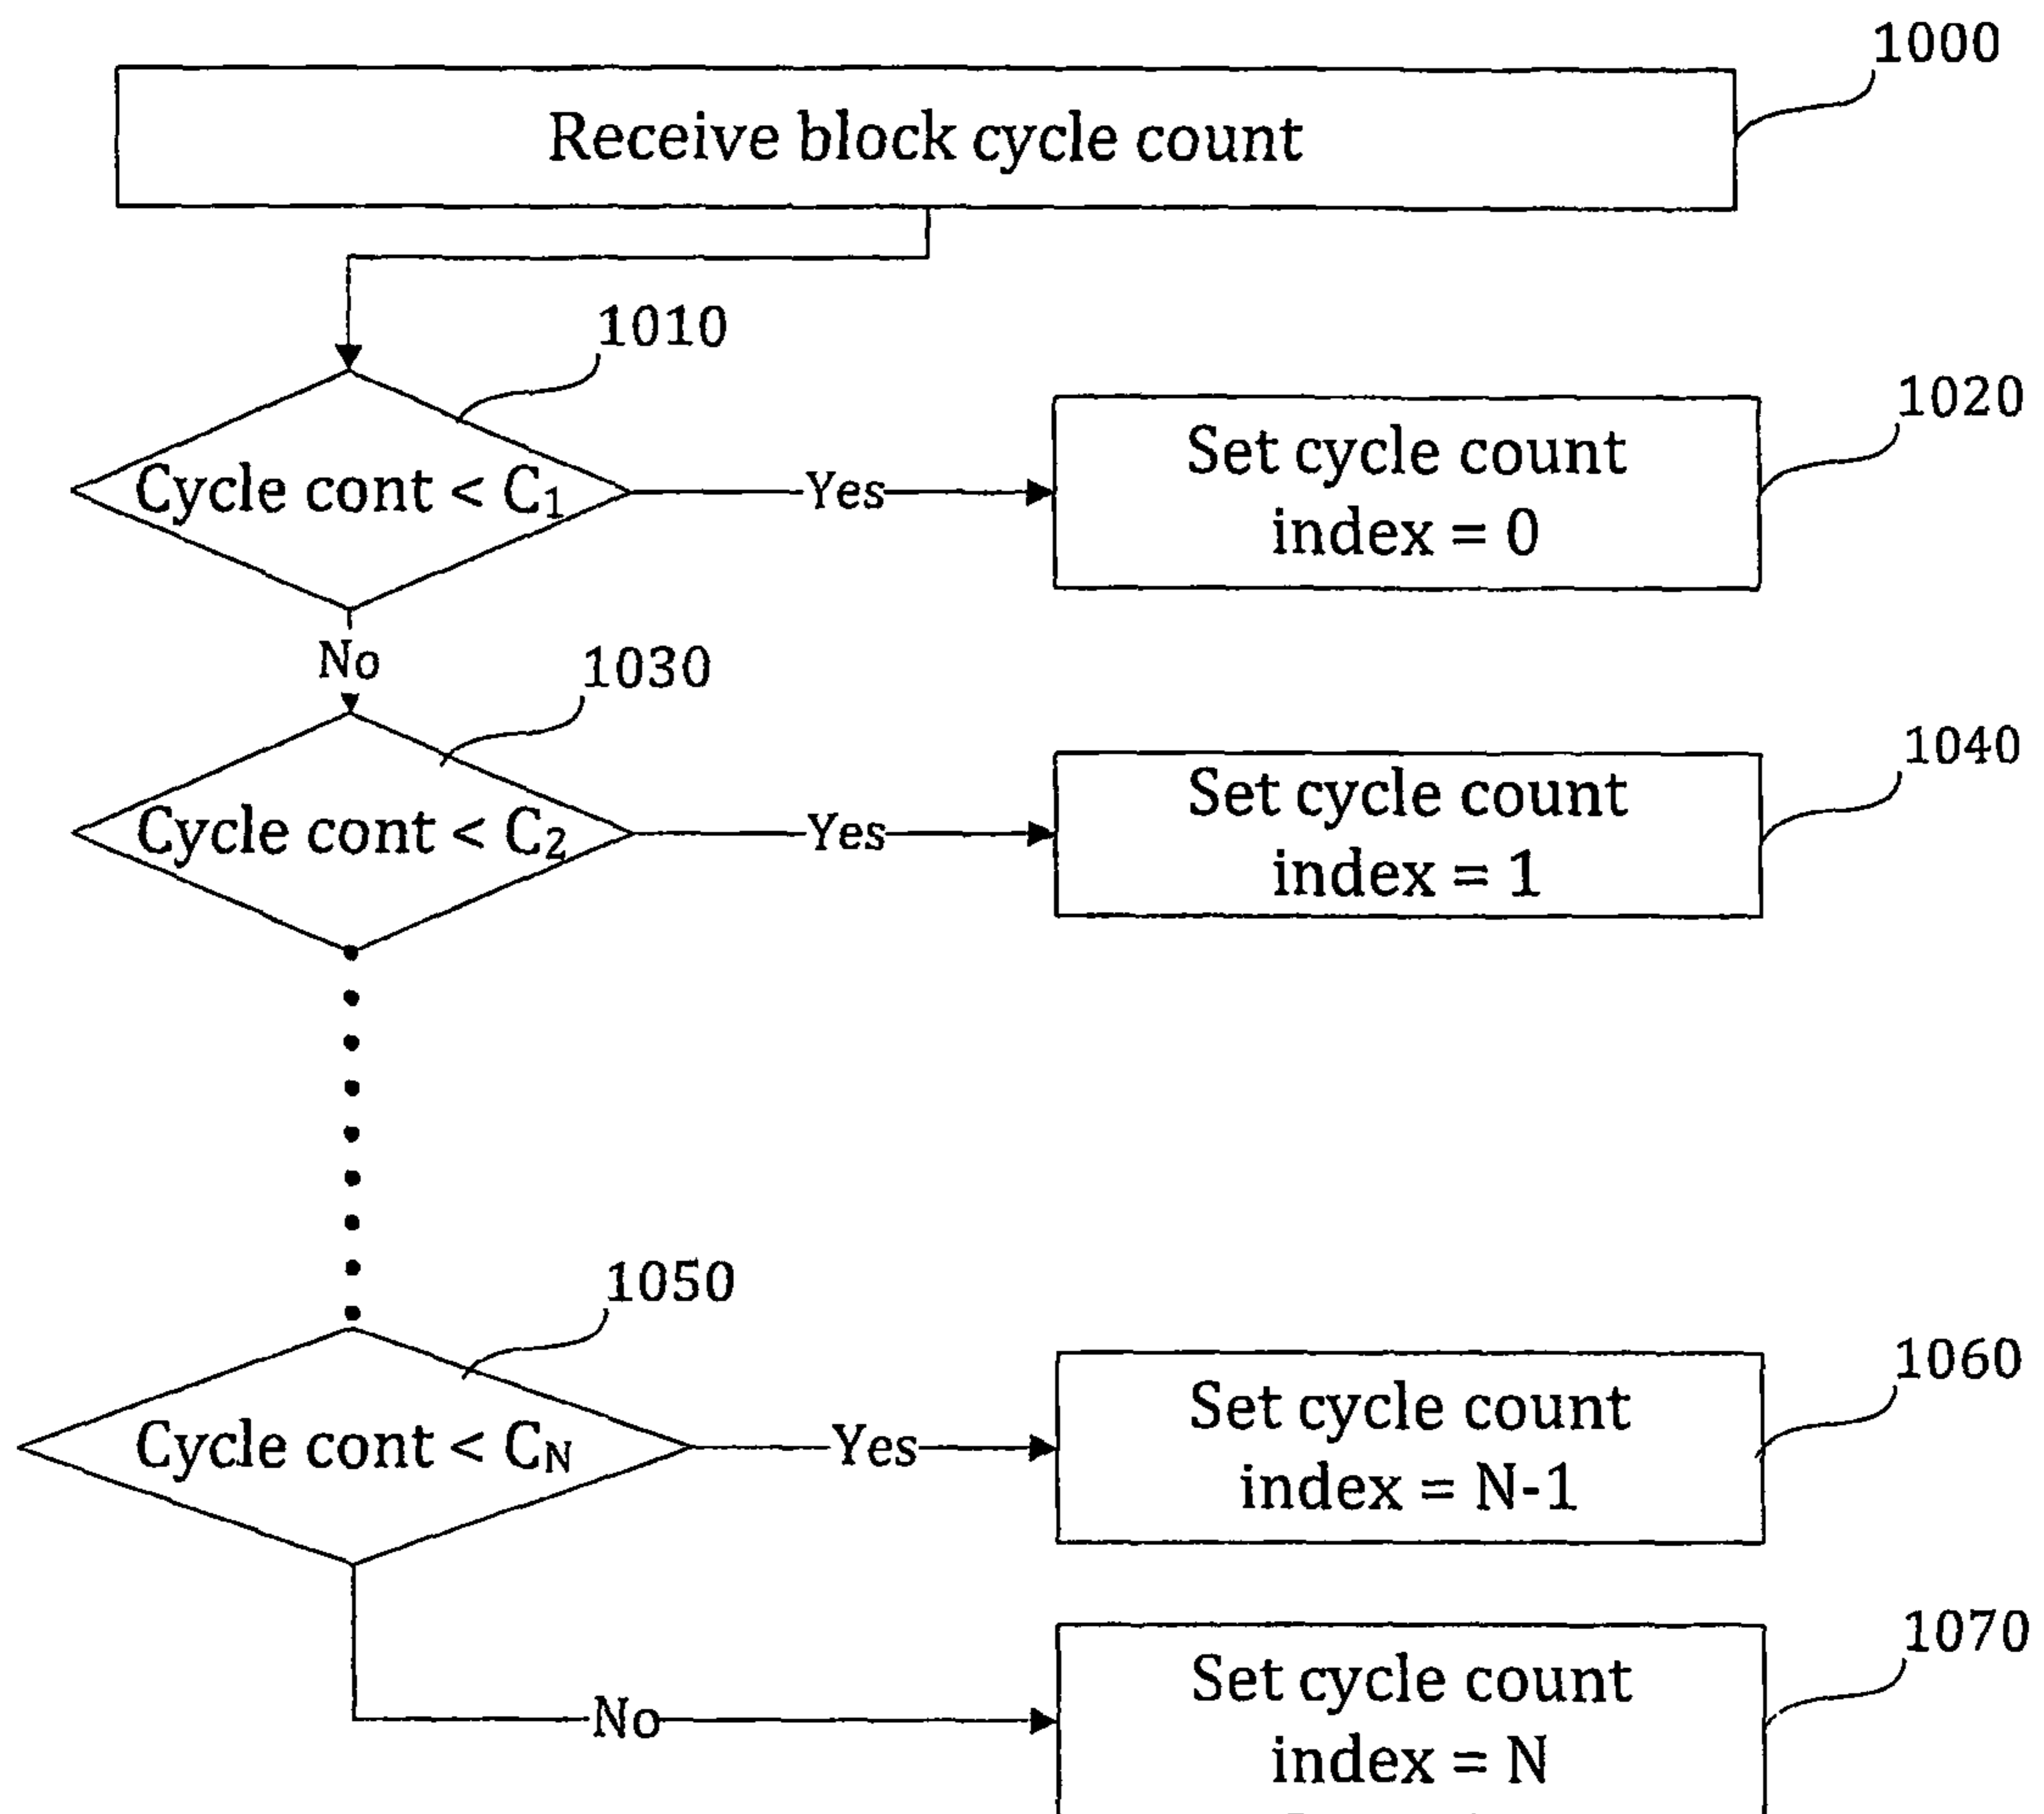 1000
Receive block cycle count
1010
Cycle cont < C₁
Yes
1020
Set cycle count
index = 0
No
1030
Cycle cont < C₂
Yes
1040
Set cycle count
index = 1
1050
Cycle cont < C_N
Yes
1060
Set cycle count
index = N-1
No
1070
Set cycle count
index = N